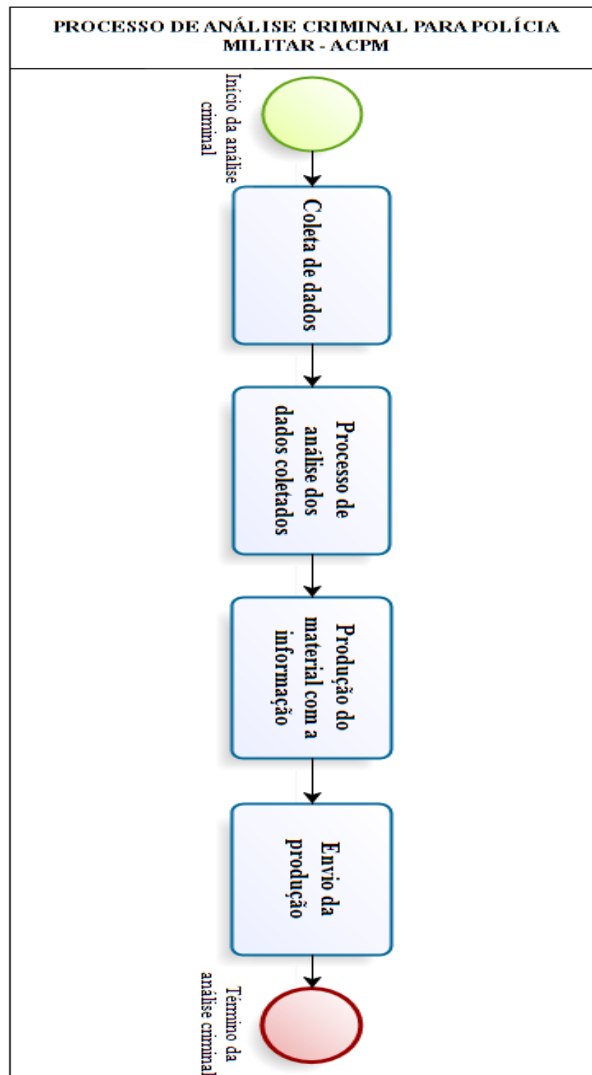 PROCESSO DE ANÁLISE CRIMINAL PARA POLÍCIA
MILITAR - ACPM
Início da análise
criminal
Coleta de dados
Processo de
análise dos
dados coletados
Produção do
material com a
informação
Envio da
produção
Término da
análise criminal